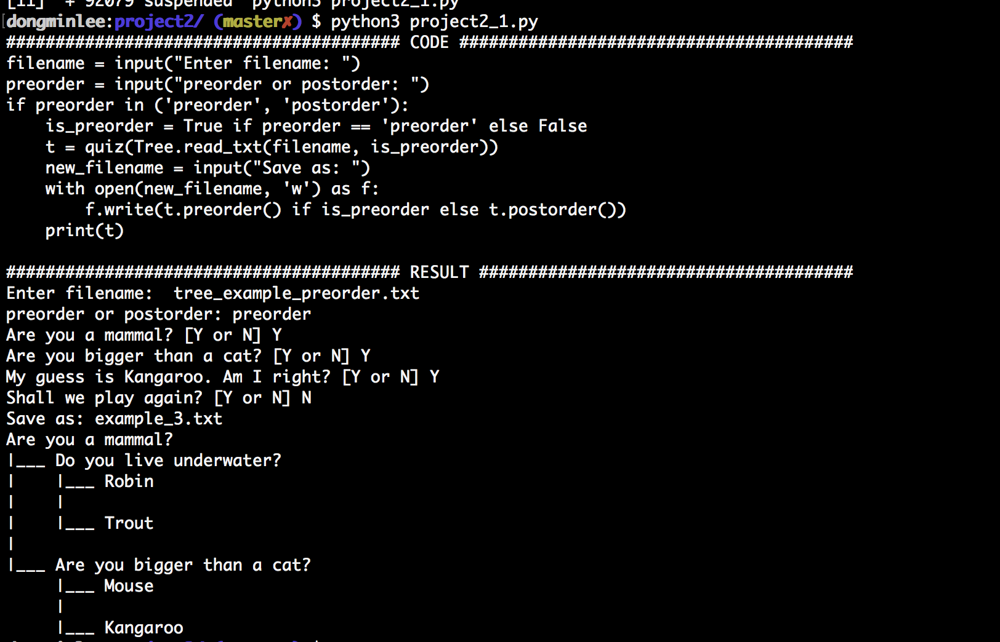 [11]  + 92079 suspended  python3 project2_1.py
dongminlee:project2/ (master✗) $ python3 project2_1.py
######################################## CODE ########################################
filename = input("Enter filename: ")
preorder = input("preorder or postorder: ")
if preorder in ('preorder', 'postorder'):
    is_preorder = True if preorder == 'preorder' else False
    t = quiz(Tree.read_txt(filename, is_preorder))
    new_filename = input("Save as: ")
    with open(new_filename, 'w') as f:
        f.write(t.preorder() if is_preorder else t.postorder())
    print(t)
######################################## RESULT ######################################
Enter filename:  tree_example_preorder.txt
preorder or postorder: preorder
Are you a mammal? [Y or N] Y
Are you bigger than a cat? [Y or N] Y
My guess is Kangaroo. Am I right? [Y or N] Y
Shall we play again? [Y or N] N
Save as: example_3.txt
Are you a mammal?
|___ Do you live underwater?
|    |___ Robin
|    |
|    |___ Trout
|
|___ Are you bigger than a cat?
     |___ Mouse
     |
     |___ Kangaroo